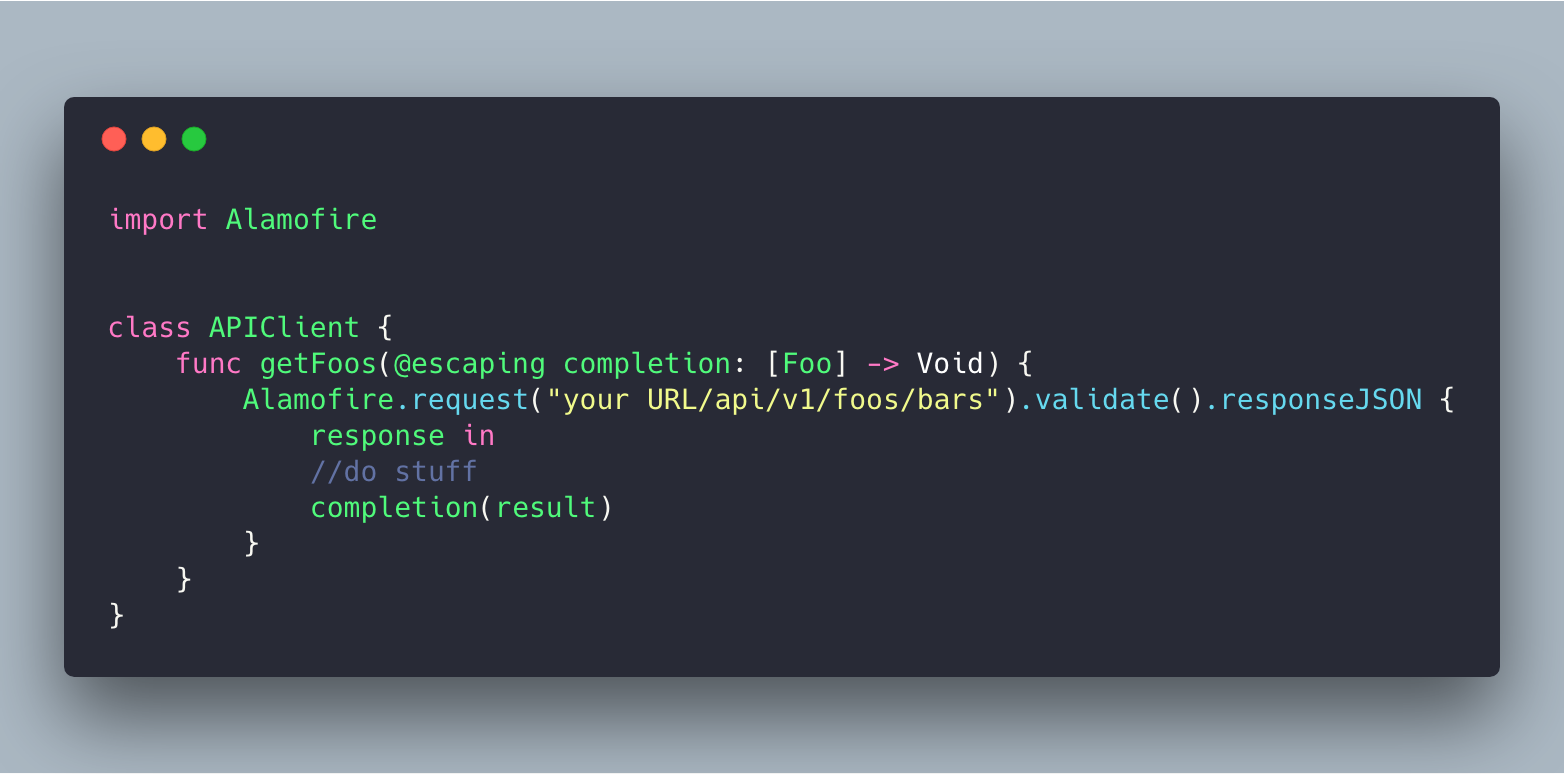 import Alamofire
class APIClient {
    func getFoos(@escaping completion: [Foo] -> Void) {
        Alamofire.request("your URL/api/v1/foos/bars").validate().responseJSON {
            response in
            //do stuff
            completion(result)
        }
    }
}